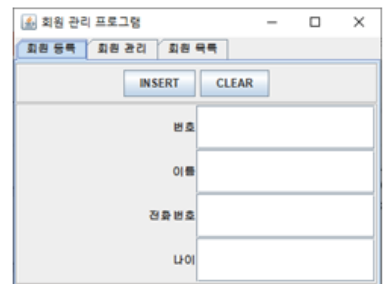 회원 관리 프로그램
회원 등록 회원 관리 회원 목록
INSERT CLEAR
번호
이름
전화 번호
나이